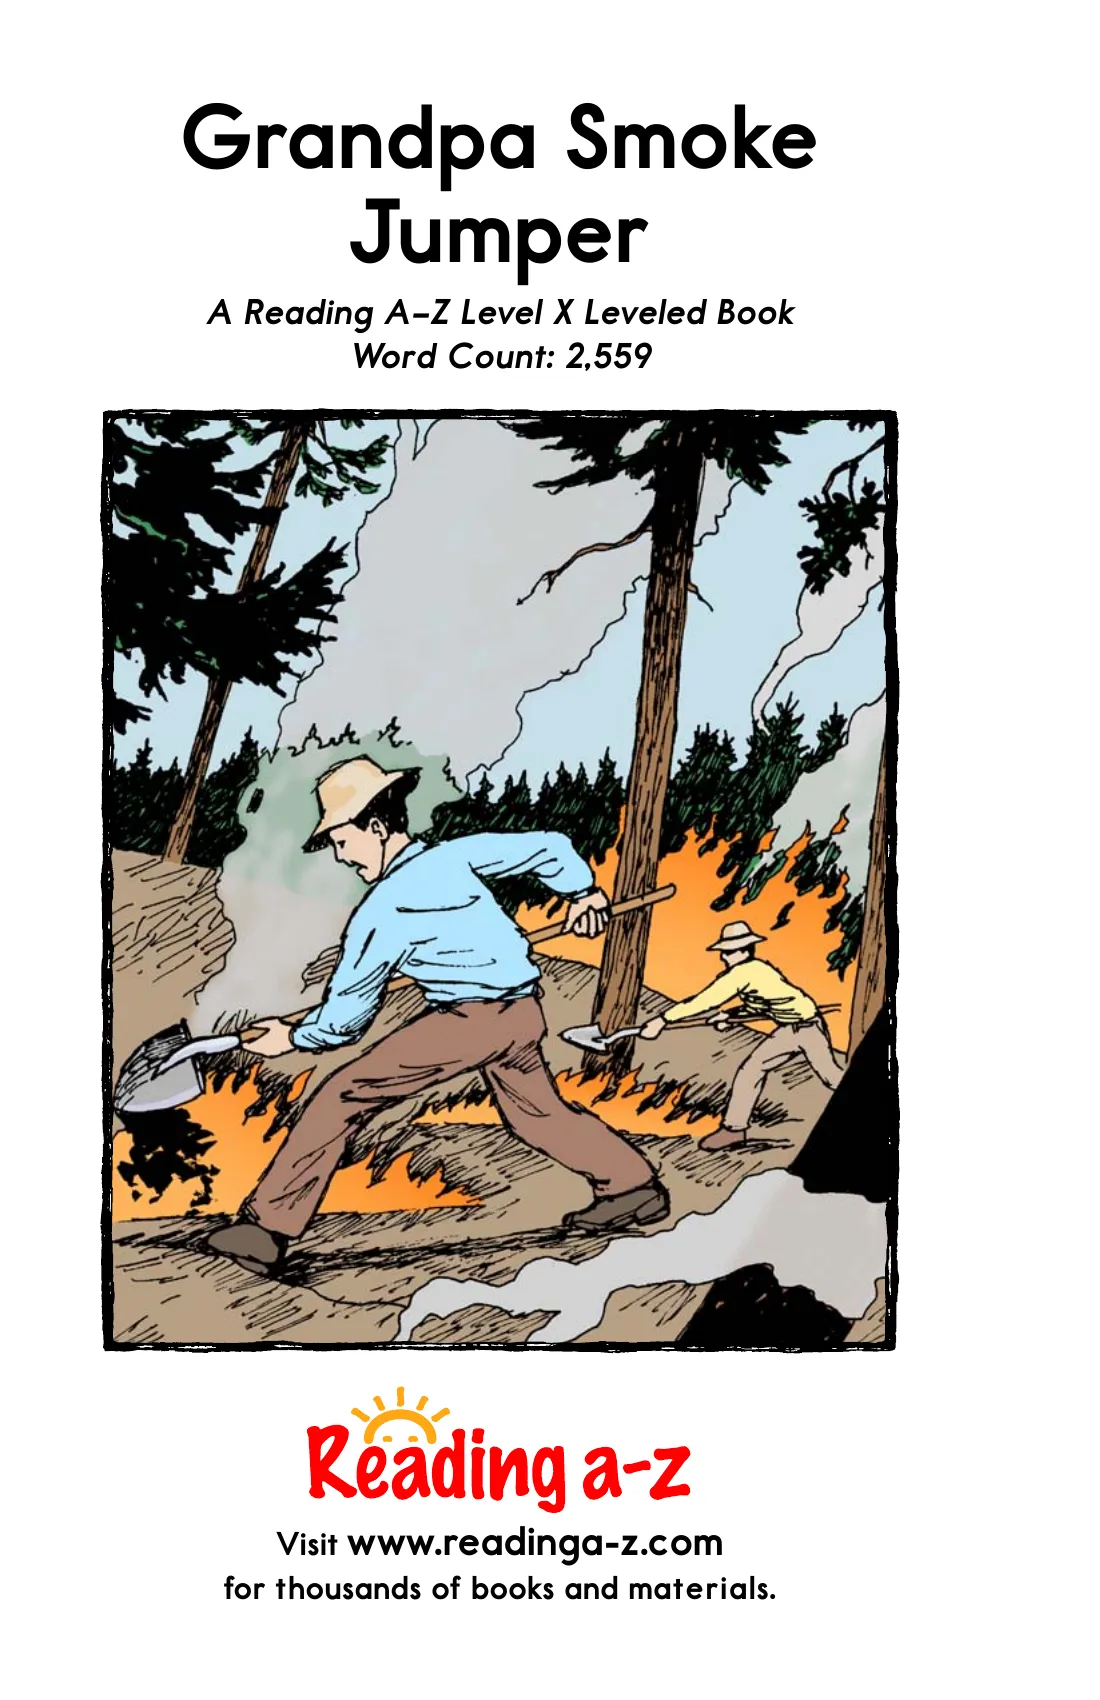 Grandpa Smoke
Jumper
A Reading A–Z Level X Leveled Book
Word Count: 2,559
Reading a-z
Visit www.readinga-z.com
for thousands of books and materials.